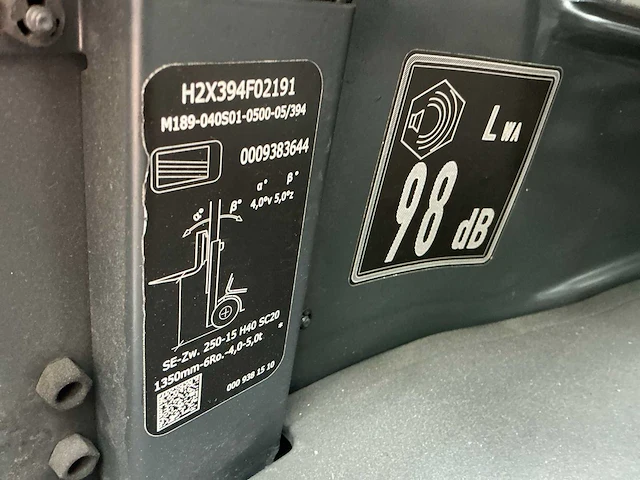 H2X394F02191
M189-040S01-0500-05/394
0009383644
α° β°
α° β° 4,0°v 5,0°z
SE-Zw. 250-15 H40 SC20
1350mm-6Ro.-4,0-5,0t *
000 938 15 10
LWA
98 dB